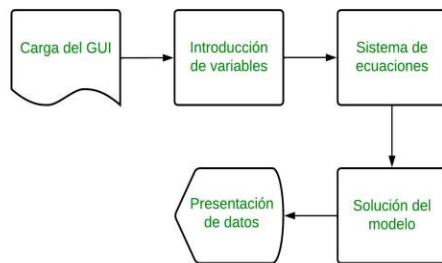 Carga del GUI
Introducción
de variables
Sistema de
ecuaciones
Solución del
modelo
Presentación
de datos